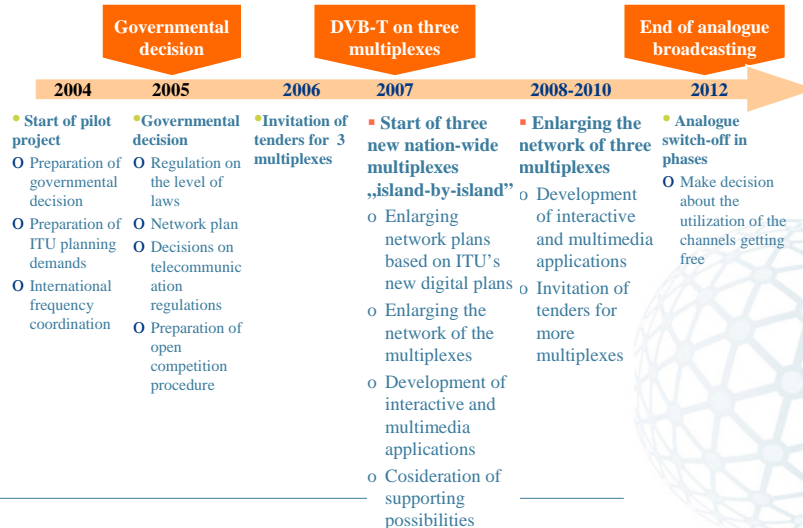 Governmental
decision
DVB-T on three
multiplexes
End of analogue
broadcasting
2004
2005
2006
2007
2008-2010
2012
• Start of pilot
project
O Preparation of
governmental
decision
O Preparation of
ITU planning
demands
O International
frequency
coordination
•Governmental
decision
O Regulation on
the level of
laws
O Network plan
O Decisions on
telecommunic
ation
regulations
O Preparation of
open
competition
procedure
•Invitation of
tenders for 3
multiplexes
▪ Start of three
new nation-wide
multiplexes
„island-by-island”
o Enlarging
network plans
based on ITU’s
new digital plans
o Enlarging the
network of the
multiplexes
o Development of
interactive and
multimedia
applications
o Cosideration of
supporting
possibilities
▪ Enlarging the
network of three
multiplexes
o Development
of interactive
and multimedia
applications
o Invitation of
tenders for
more
multiplexes
• Analogue
switch-off in
phases
O Make decision
about the
utilization of the
channels getting
free